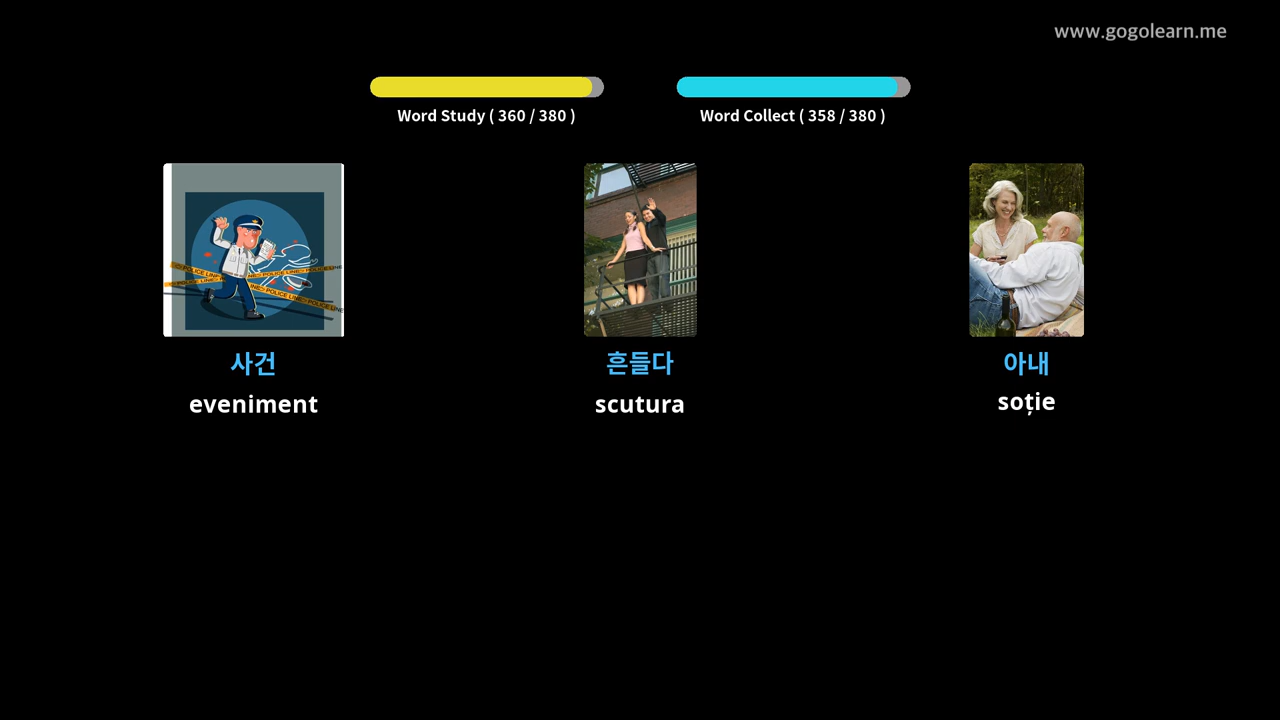 www.gogolearn.me
Word Study ( 360 / 380 )
Word Collect ( 358 / 380 )
사건
흔들다
아내
eveniment
scutura
soție